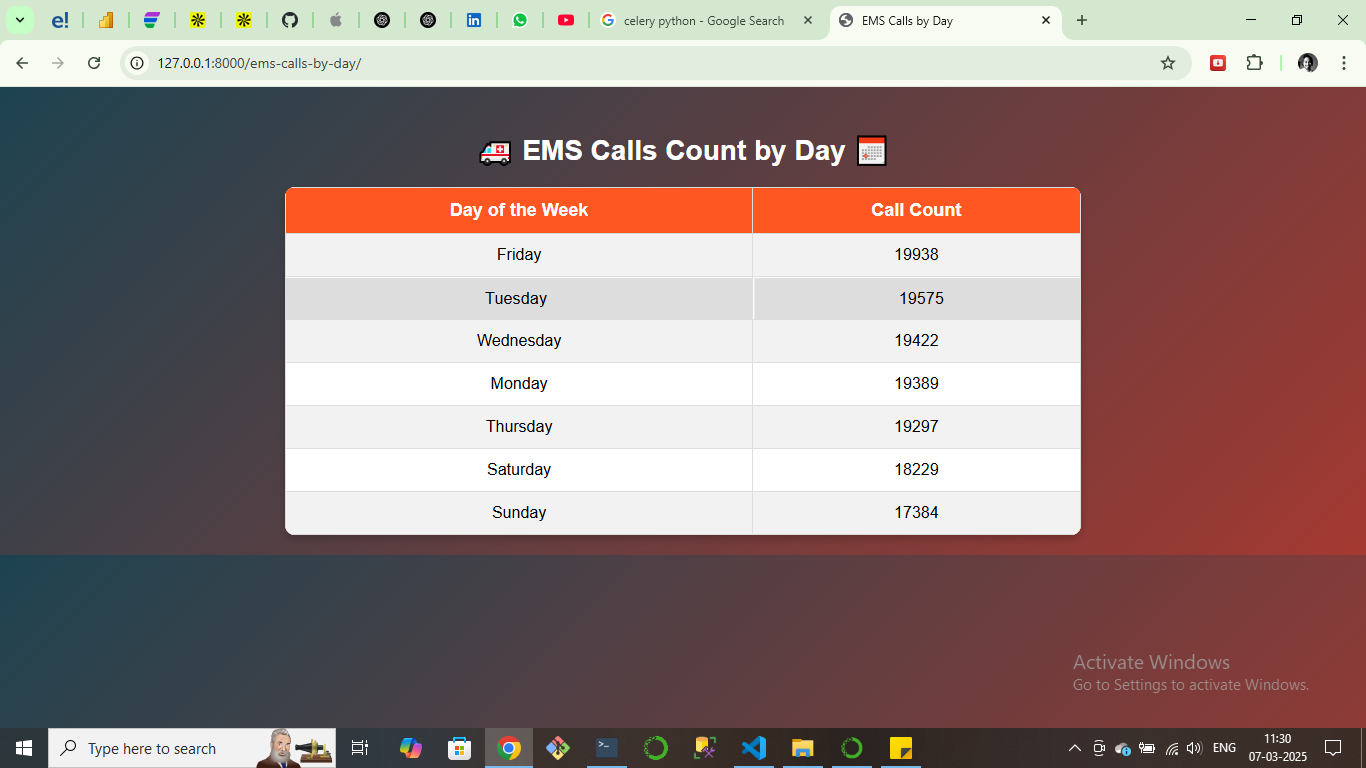 e!
celery python - Google Search
EMS Calls by Day
127.0.0.1:8000/ems-calls-by-day/
EMS Calls Count by Day
Day of the Week Call Count
Friday 19938
Tuesday 19575
Wednesday 19422
Monday 19389
Thursday 19297
Saturday 18229
Sunday 17384
Activate Windows
Go to Settings to activate Windows.
Type here to search
ENG
11:30
07-03-2025